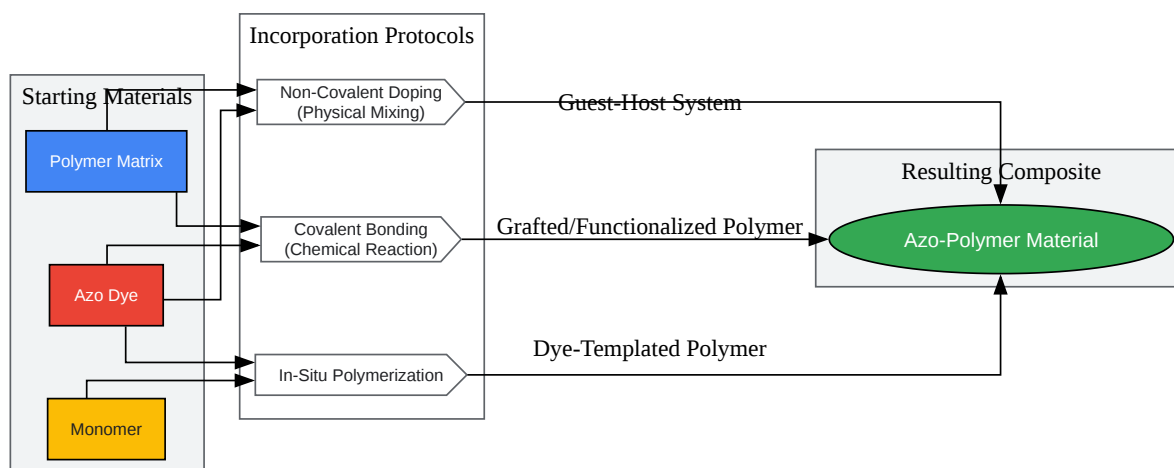 Incorporation Protocols
Starting Materials
Non-Covalent Doping
(Physical Mixing)
Guest-Host System
Polymer Matrix
Resulting Composite
Covalent Bonding
(Chemical Reaction)
Grafted/Functionalized Polymer
Azo-Polymer Material
Azo Dye
Dye-Templated Polymer
In-Situ Polymerization
Monomer